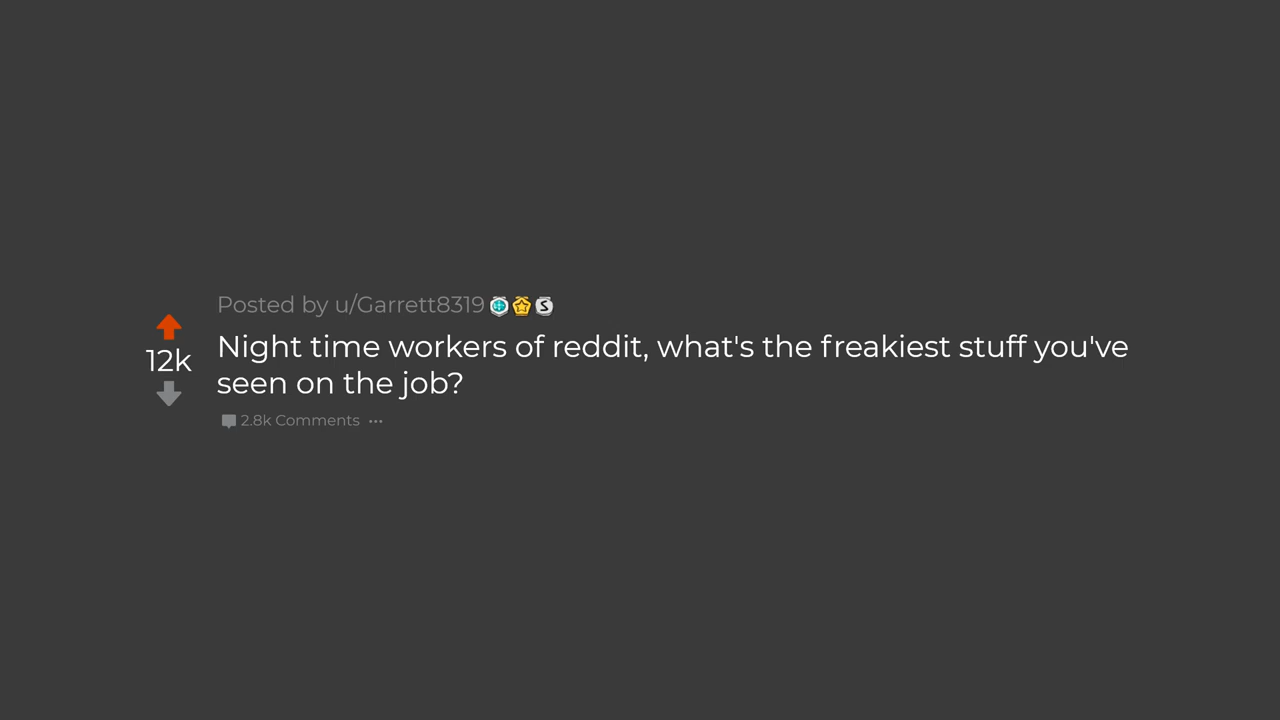 Posted by u/Garrett8319
12k
Night time workers of reddit, what's the freakiest stuff you've
seen on the job?
2.8k Comments ...